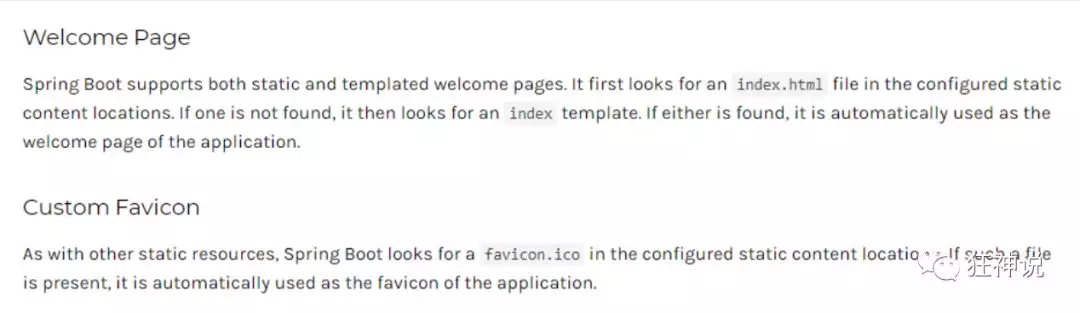 Welcome Page
Spring Boot supports both static and templated welcome pages. It first looks for an index.html file in the configured static
content locations. If one is not found, it then looks for an index template. If either is found, it is automatically used as the
welcome page of the application.
Custom Favicon
As with other static resources, Spring Boot looks for a favicon.ico in the configured static content locations. If such a file
is present, it is automatically used as the favicon of the application.
狂神说